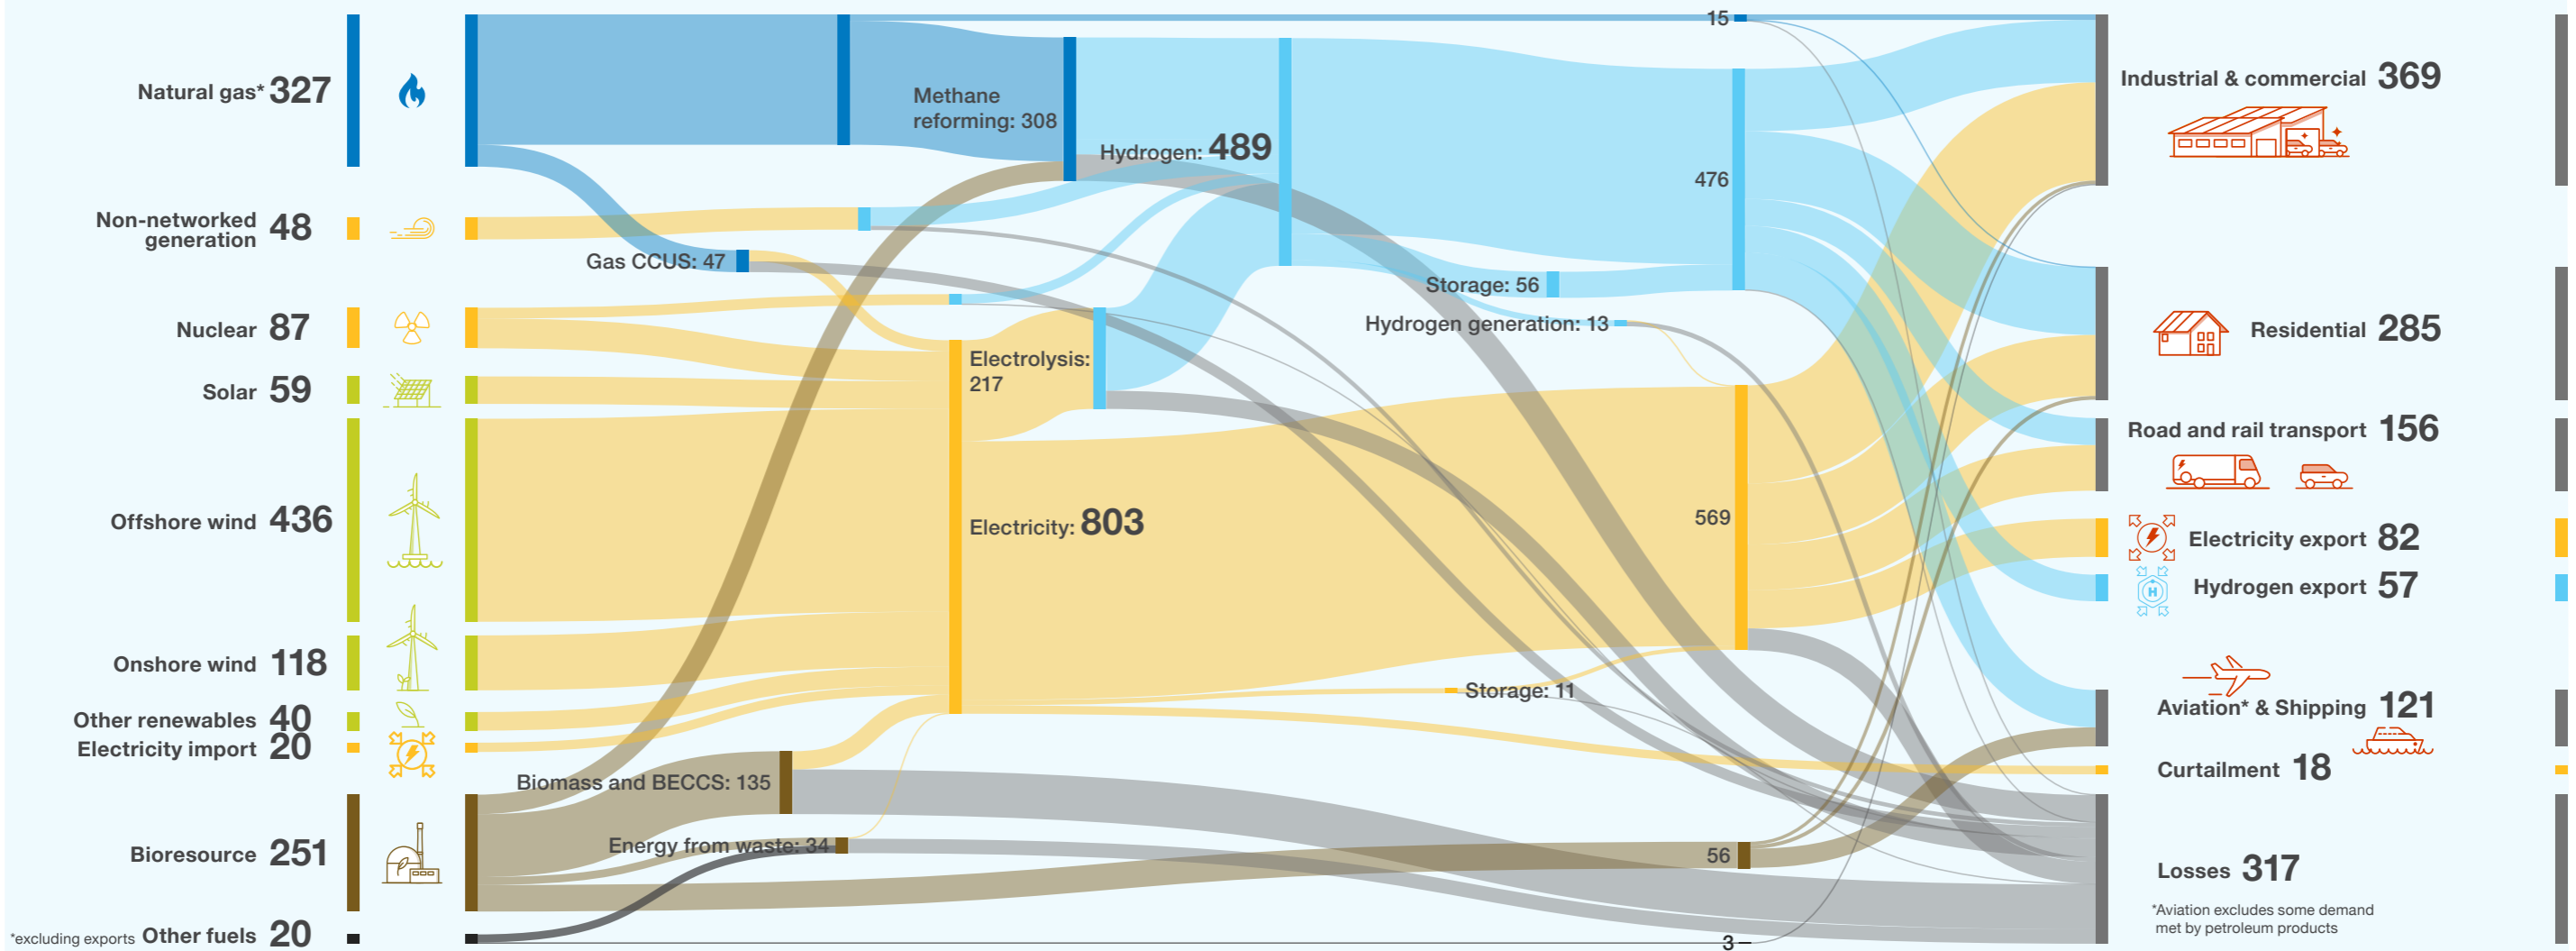 Natural gas* 327
Non-networked
generation 48
Nuclear 87
Solar 59
Offshore wind 436
Onshore wind 118
Other renewables 40
Electricity import 20
Bioresource 251
*excluding exports Other fuels 20
Gas CCUS: 47
Biomass and BECCS: 135
Energy from waste: 34
Methane
reforming: 308
Hydrogen: 489
Electrolysis:
217
Electricity: 803
Storage: 56
Hydrogen generation: 13
Storage: 11
15
476
569
56
3
Industrial & commercial 369
Residential 285
Road and rail transport 156
Electricity export 82
H
Hydrogen export 57
Aviation* & Shipping 121
Curtailment 18
Losses 317
*Aviation excludes some demand
met by petroleum products